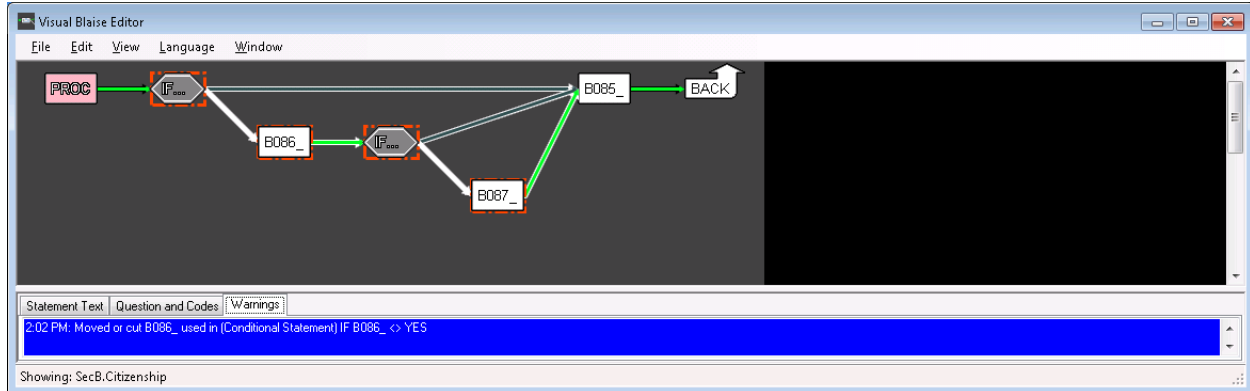 Visual Blaise Editor
File Edit View Language Window
PROC IF... B085_ BACK
B086_ IF...
B087_
Statement Text Question and Codes Warnings
2:02 PM: Moved or cut B086_ used in (Conditional Statement) IF B086_ <> YES
Showing: SecB.Citizenship